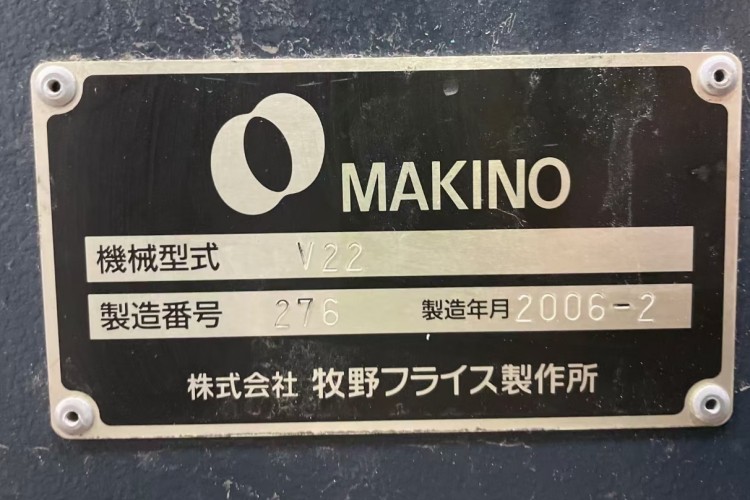 MAKINO
機械型式 V22
製造番号 276 製造年月 2006-2
株式会社 牧野フライス製作所